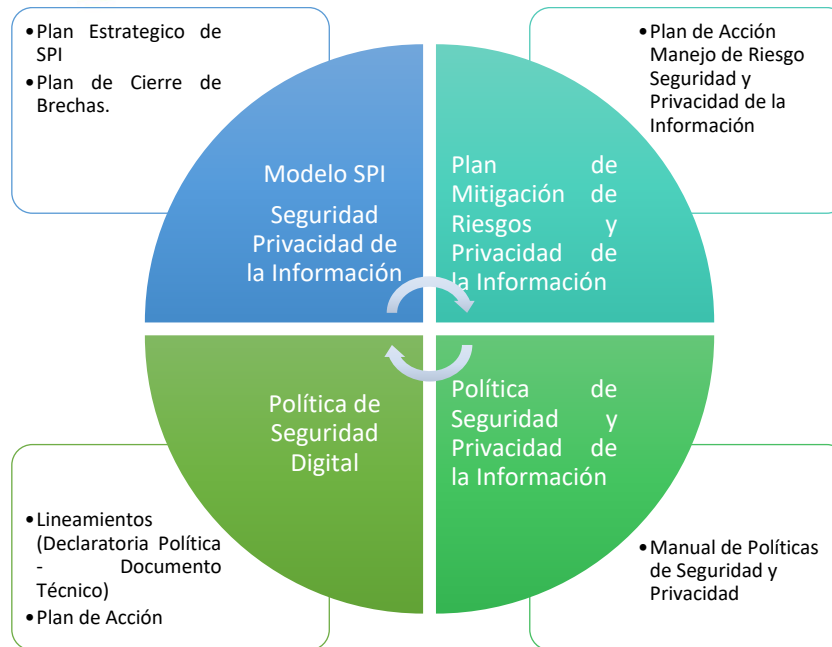 •Plan Estrategico de
SPI
•Plan de Cierre de
Brechas.
•Plan de Acción
Manejo de Riesgo
Seguridad y
Privacidad de la
Información
Modelo SPI
Seguridad
Privacidad de
la Información
Plan de
Mitigación de
Riesgos y
Privacidad de
la Información
Política de
Seguridad
Digital
Política de
Seguridad y
Privacidad de
la Información
•Lineamientos
(Declaratoria Política
- Documento
Técnico)
•Plan de Acción
•Manual de Políticas
de Seguridad y
Privacidad